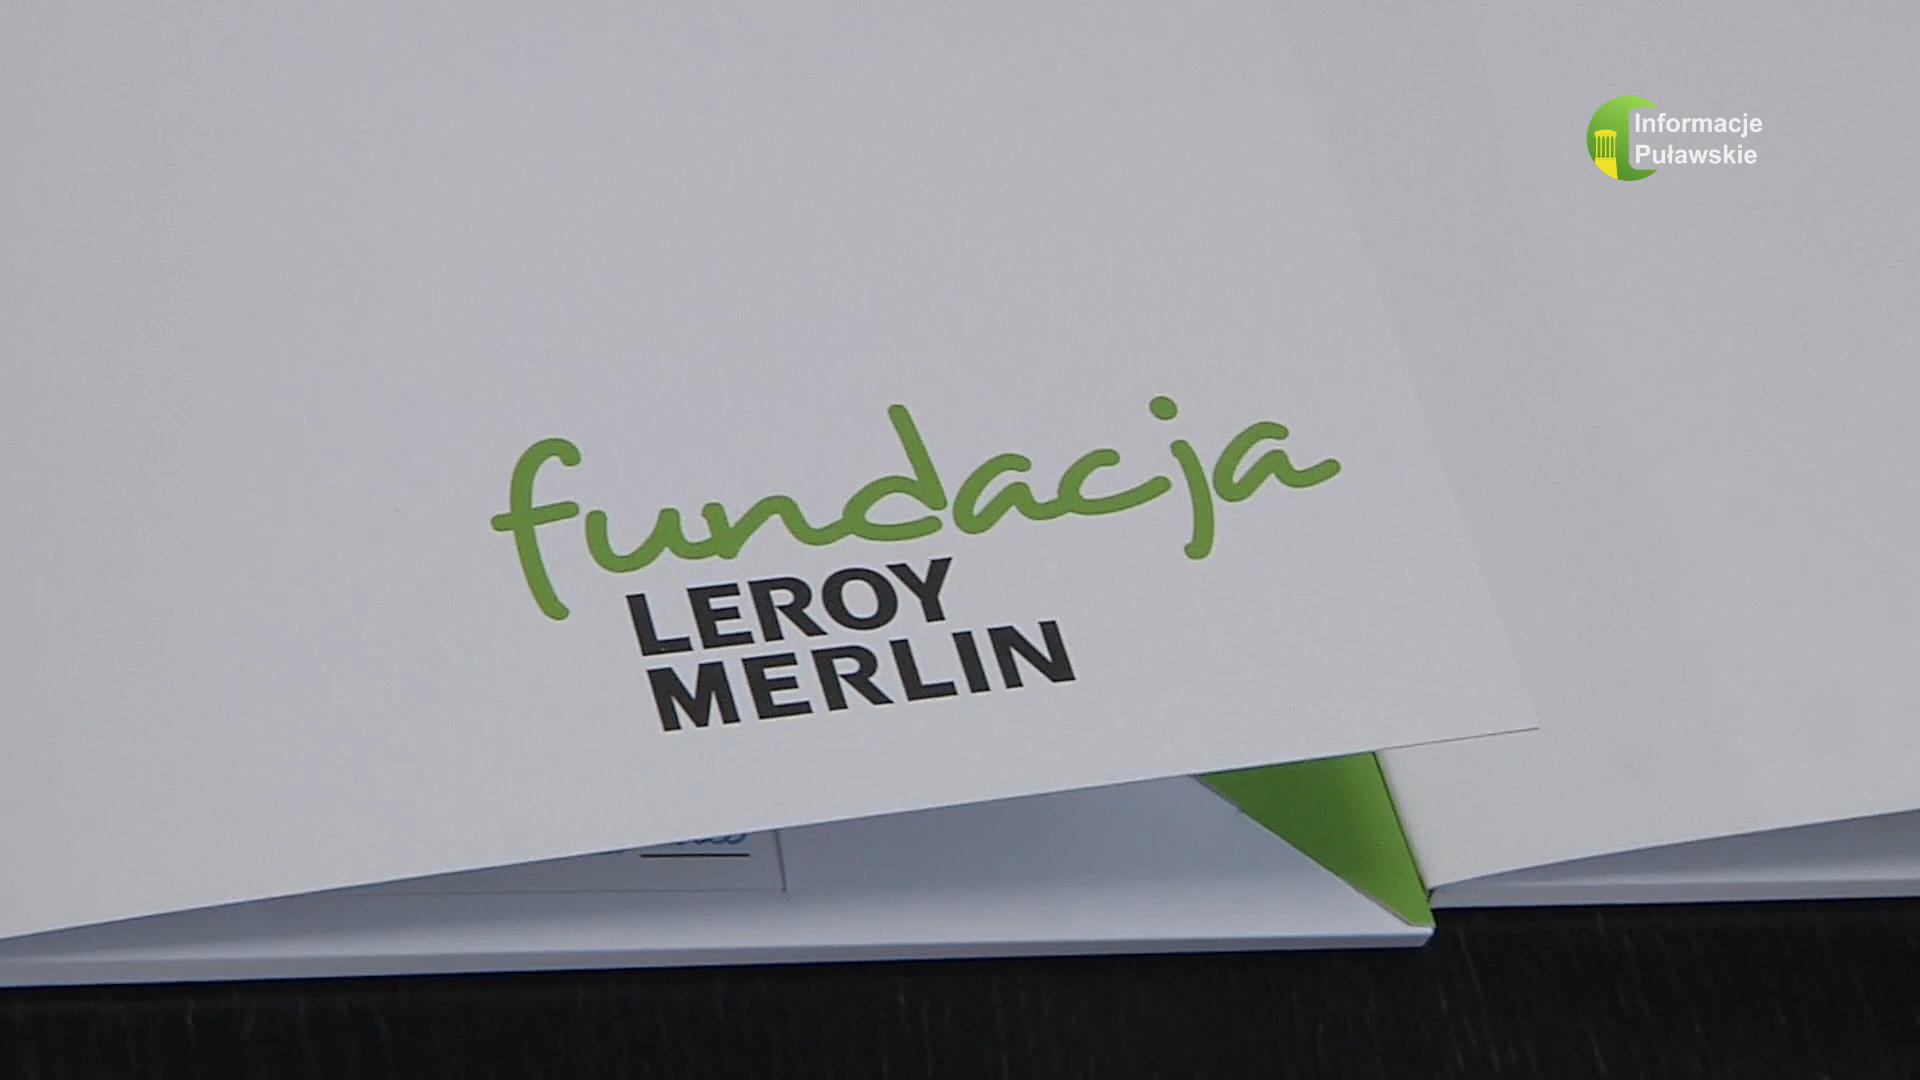 Informacje
Puławskie
fundacja
LEROY
MERLIN